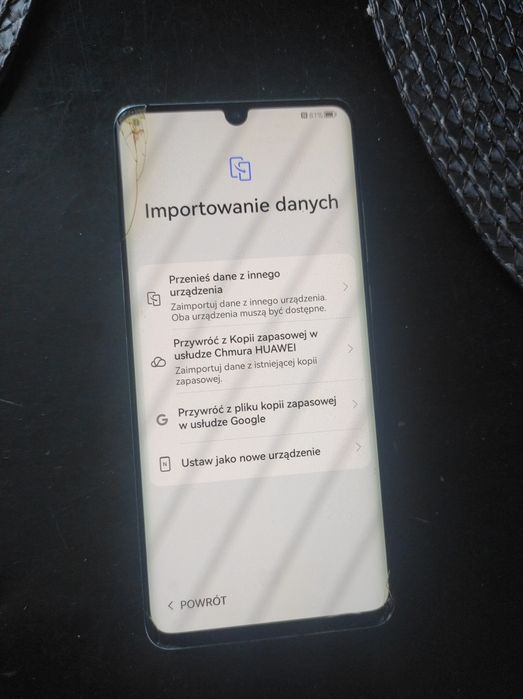 81%
Importowanie danych
Przenieś dane z innego
urządzenia
Zaimportuj dane z innego urządzenia.
Oba urządzenia muszą być dostępne.
Przywróć z Kopii zapasowej w
usłudze Chmura HUAWEI
Zaimportuj dane z istniejącej kopii
zapasowej.
G
Przywróć z pliku kopii zapasowej
w usłudze Google
N
Ustaw jako nowe urządzenie
POWRÓT